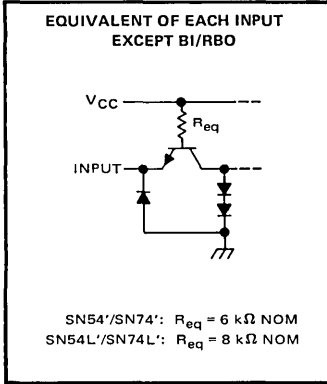 EQUIVALENT OF EACH INPUT
EXCEPT BI/RBO
VCC
Req
INPUT
SN54'/SN74': Req = 6 kΩ NOM
SN54L'/SN74L': Req = 8 kΩ NOM